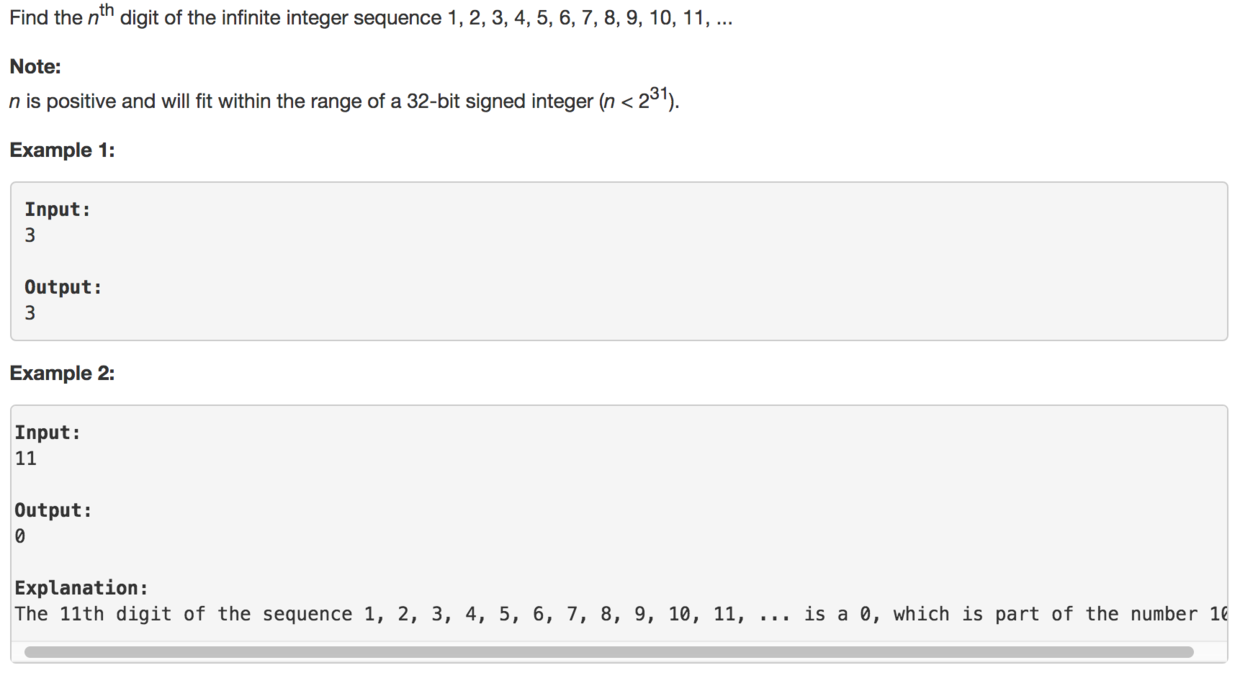 Find the nth digit of the infinite integer sequence 1, 2, 3, 4, 5, 6, 7, 8, 9, 10, 11, ...
Note:
n is positive and will fit within the range of a 32-bit signed integer (n < 2^31).
Example 1:
Input:
3
Output:
3
Example 2:
Input:
11
Output:
0
Explanation:
The 11th digit of the sequence 1, 2, 3, 4, 5, 6, 7, 8, 9, 10, 11, ... is a 0, which is part of the number 10